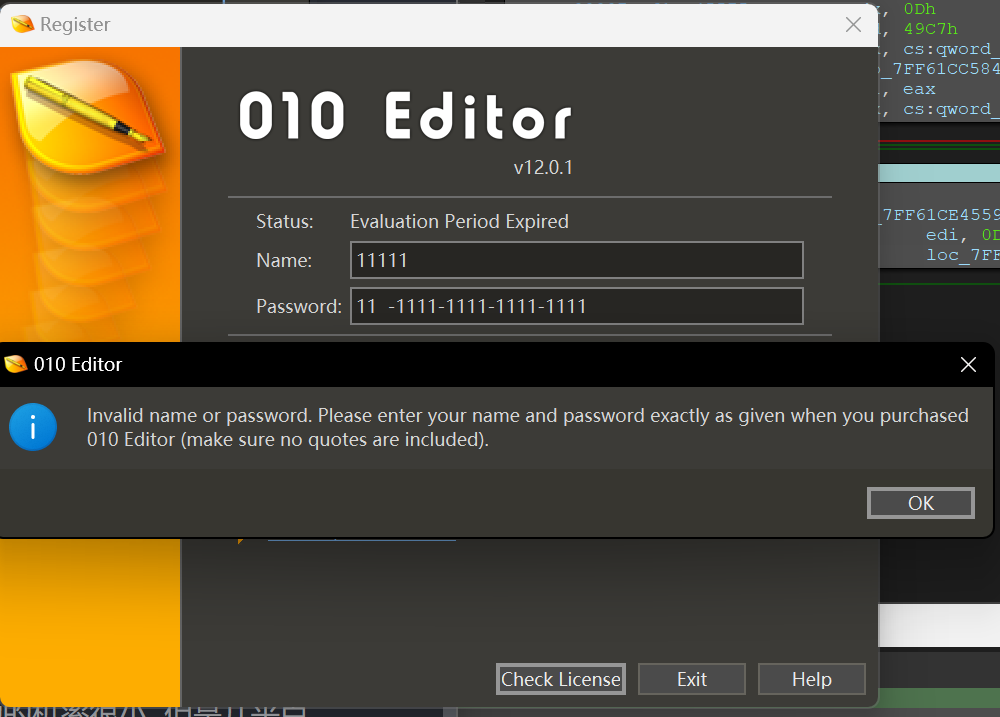 Register
, 0Dh
, 49C7h
, cs:qword_
_7FF61CC584
, eax
, cs:qword_
010 Editor
v12.0.1
Status: Evaluation Period Expired
_7FF61CE4559
edi, 0D
loc_7FF
Name: 11111
Password: 11 -1111-1111-1111-1111
010 Editor
Invalid name or password. Please enter your name and password exactly as given when you purchased
010 Editor (make sure no quotes are included).
OK
Check License Exit Help